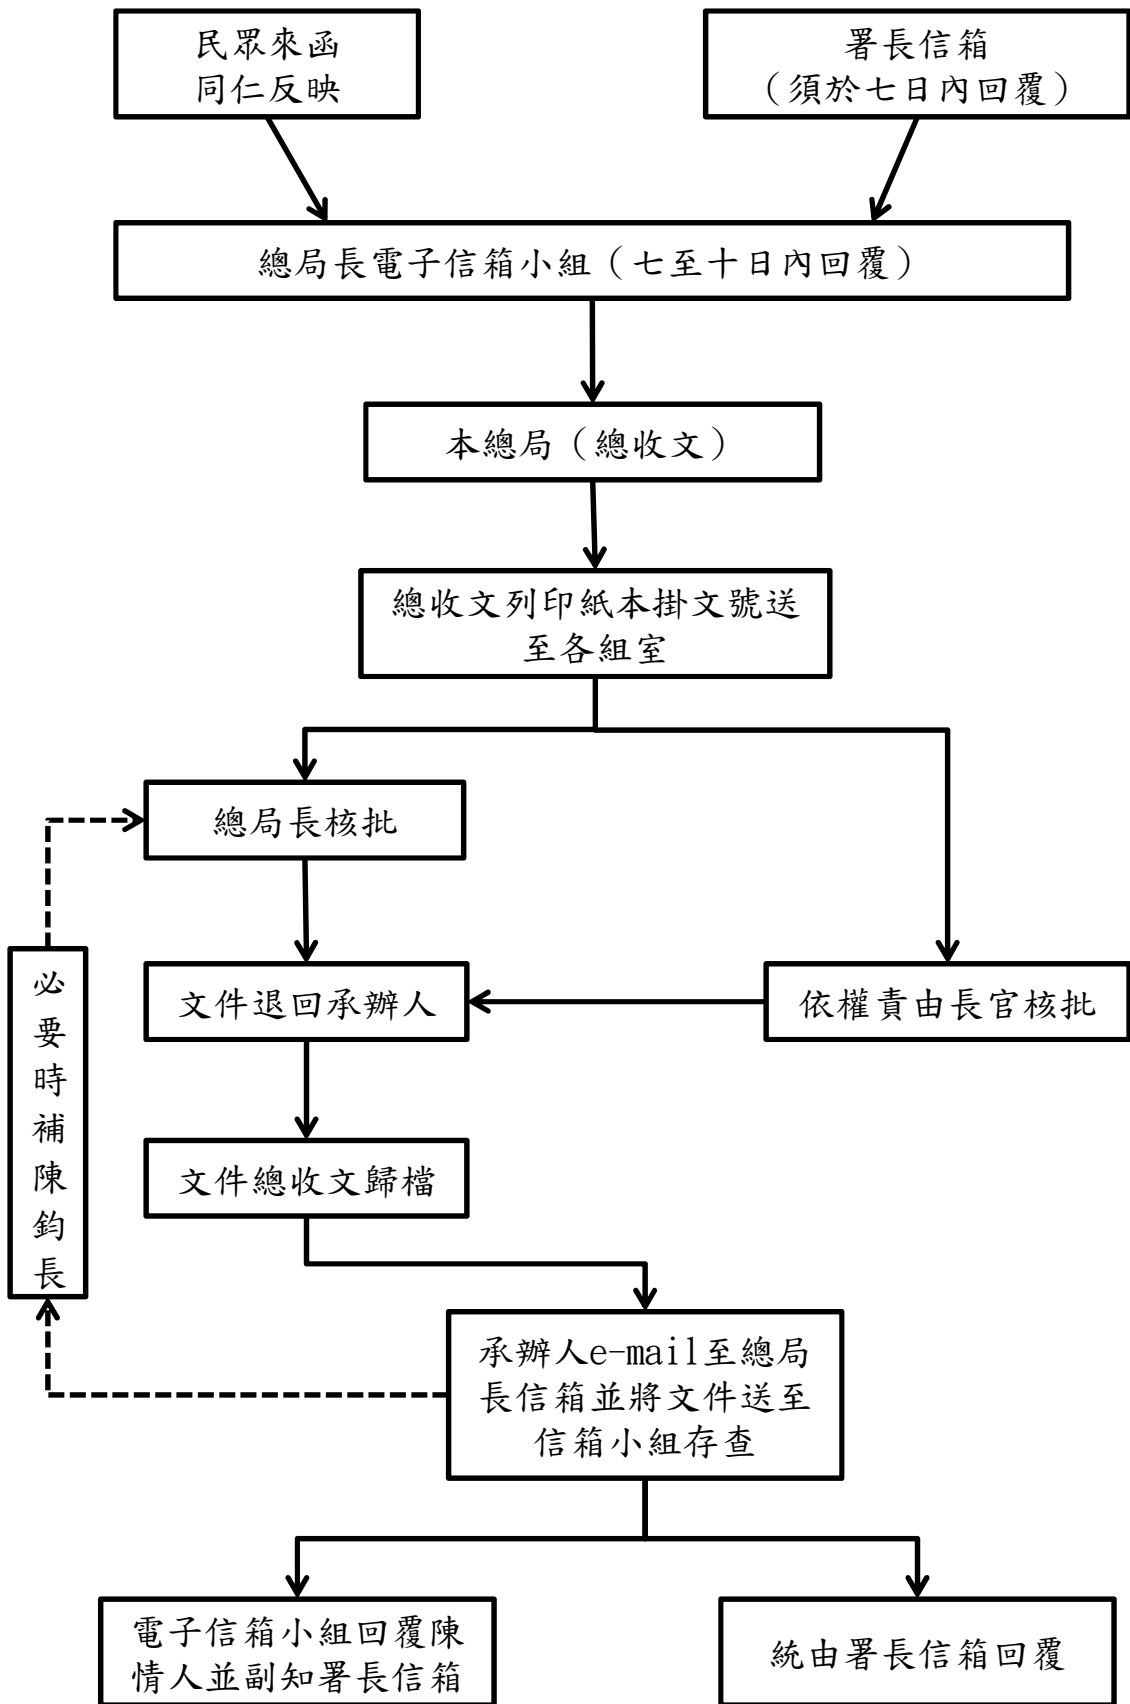 民眾來函
同仁反映
署長信箱
（須於七日內回覆）
總局長電子信箱小組（七至十日內回覆）
本總局（總收文）
總收文列印紙本掛文號送
至各組室
總局長核批
必要時補陳鈞長
文件退回承辦人
依權責由長官核批
文件總收文歸檔
承辦人e-mail至總局
長信箱並將文件送至
信箱小組存查
電子信箱小組回覆陳
情人並副知署長信箱
統由署長信箱回覆